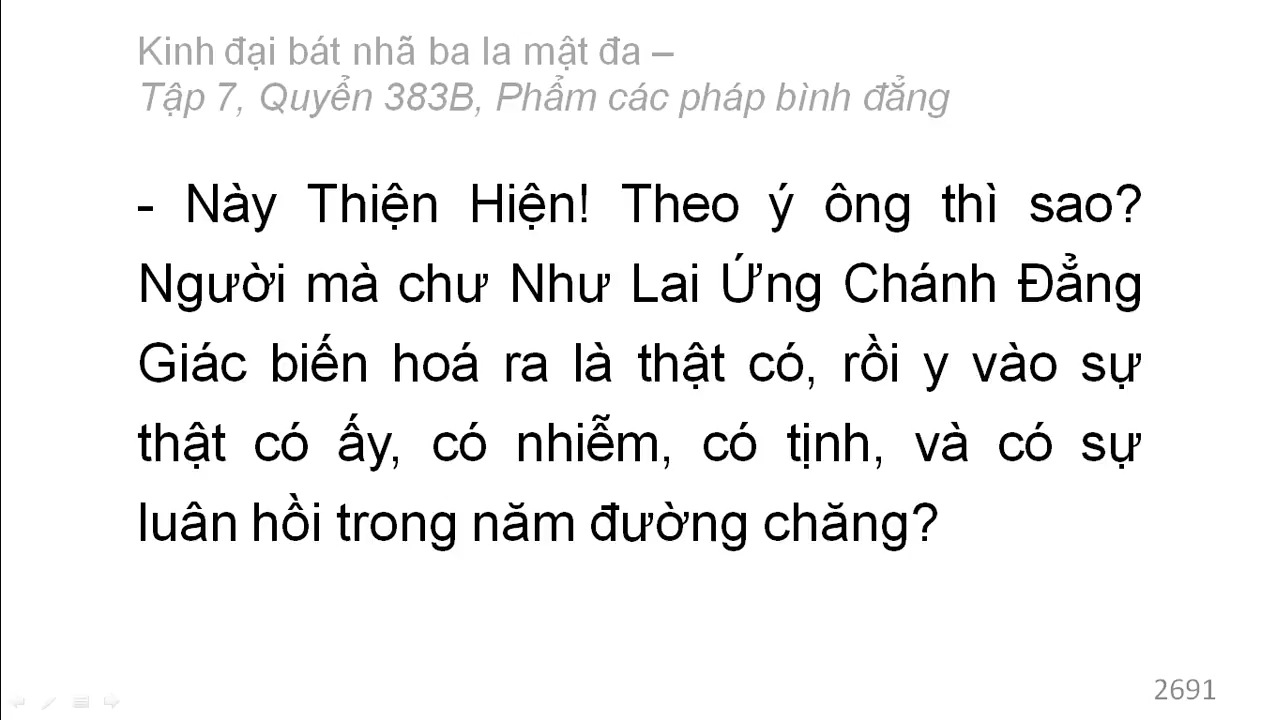 Kinh đại bát nhã ba la mật đa –
Tập 7, Quyển 383B, Phẩm các pháp bình đẳng
- Này Thiện Hiện! Theo ý ông thì sao?
Người mà chư Như Lai Ứng Chánh Đẳng
Giác biến hoá ra là thật có, rồi y vào sự
thật có ấy, có nhiễm, có tịnh, và có sự
luân hồi trong năm đường chăng?
2691